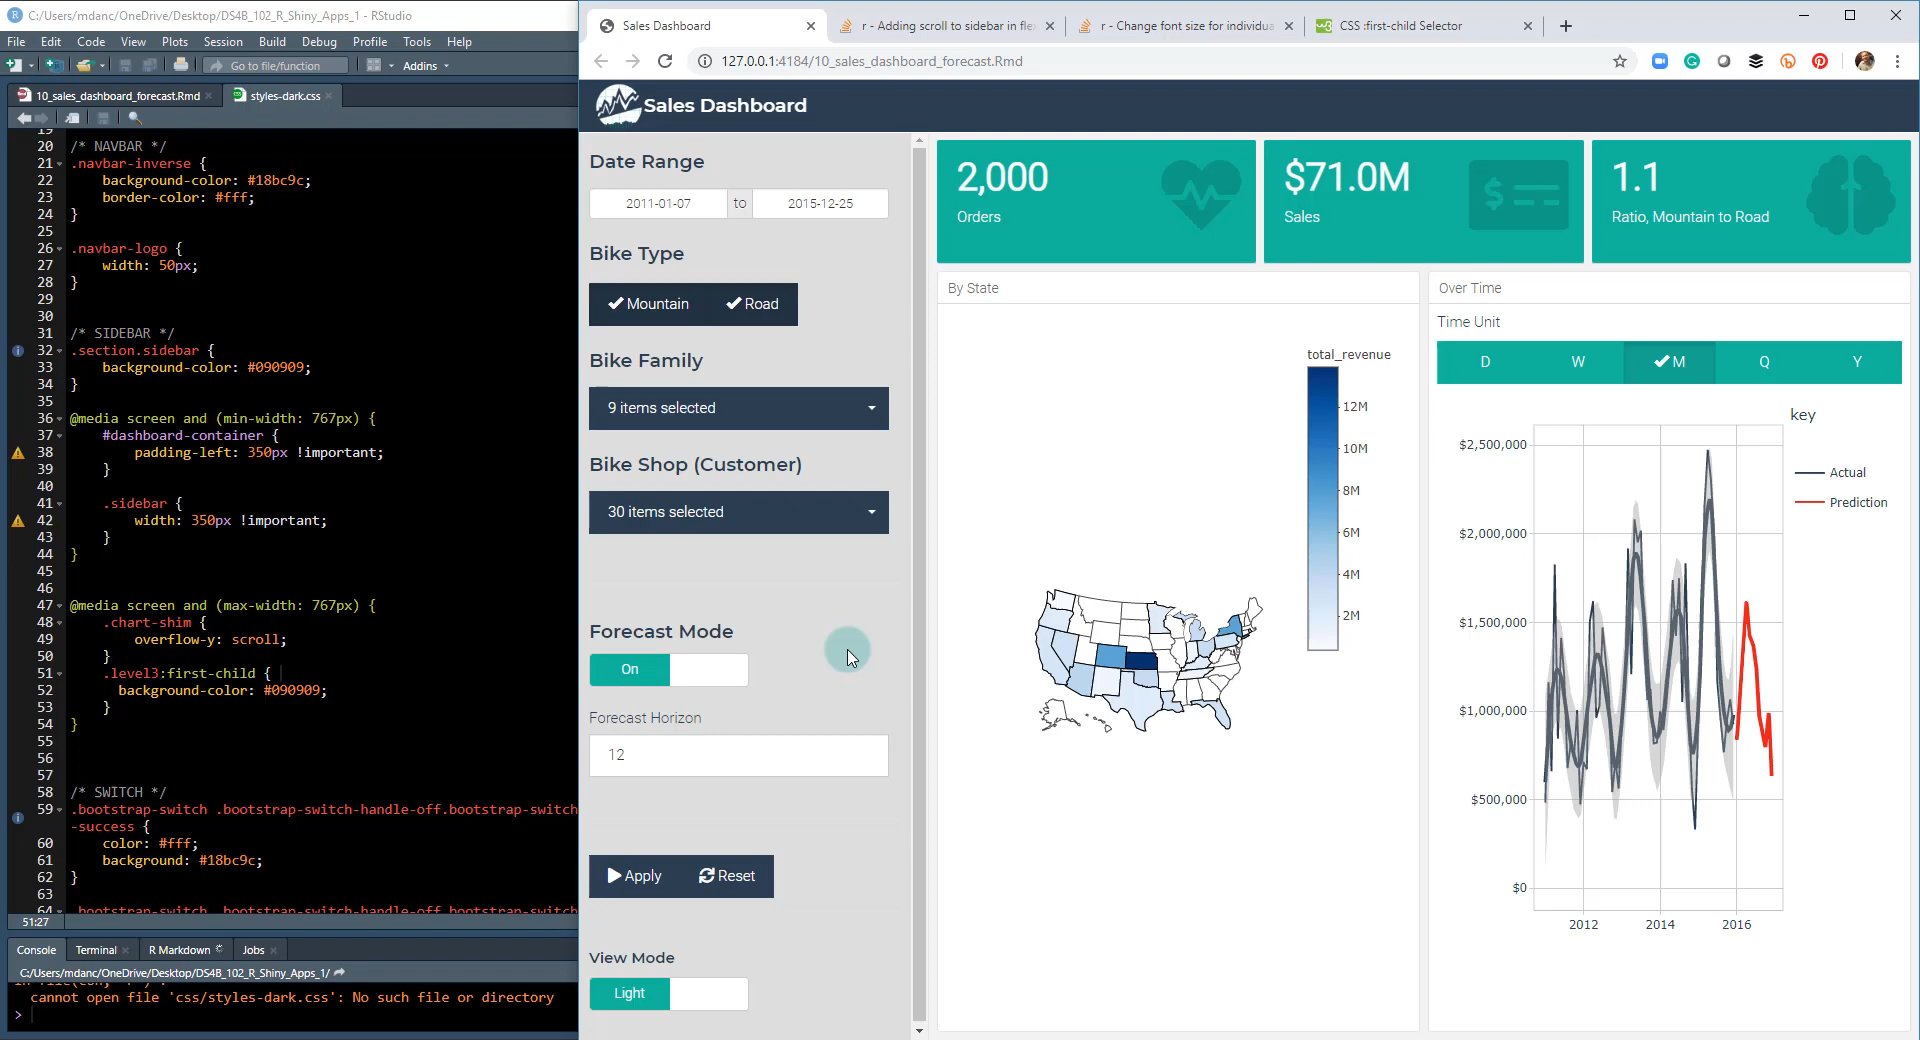 C:/Users/mdanc/OneDrive/Desktop/DS4B_102_R_Shiny_Apps_1 - RStudio
File Edit Code View Plots Session Build Debug Profile Tools Help
Go to file/function
Addins
10_sales_dashboard_forecast.Rmd
styles-dark.css
19
20 /* NAVBAR */
21 .navbar-inverse {
22 background-color: #18bc9c;
23 border-color: #fff;
24 }
25
26 .navbar-logo {
27 width: 50px;
28 }
29
30
31 /* SIDEBAR */
32 .section.sidebar {
33 background-color: #090909;
34 }
35
36 @media screen and (min-width: 767px) {
37 #dashboard-container {
38 padding-left: 350px !important;
39 }
40
41 .sidebar {
42 width: 350px !important;
43 }
44 }
45
46
47 @media screen and (max-width: 767px) {
48 .chart-shim {
49 overflow-y: scroll;
50 }
51 .level3:first-child {
52 background-color: #090909;
53 }
54 }
55
56
57
58 /* SWITCH */
59 .bootstrap-switch .bootstrap-switch-handle-off.bootstrap-switch
-success {
60 color: #fff;
61 background: #18bc9c;
62 }
63
64 .bootstrap-switch .bootstrap-switch-handle-off.bootstrap-switch
51:27
Console Terminal R Markdown Jobs
C:/Users/mdanc/OneDrive/Desktop/DS4B_102_R_Shiny_Apps_1/
cannot open file 'css/styles-dark.css': No such file or directory
>
Sales Dashboard
r - Adding scroll to sidebar in fle
r - Change font size for individua
CSS :first-child Selector
127.0.0.1:4184/10_sales_dashboard_forecast.Rmd
Sales Dashboard
Date Range
2011-01-07 to 2015-12-25
Bike Type
Mountain Road
Bike Family
9 items selected
Bike Shop (Customer)
30 items selected
Forecast Mode
On
Forecast Horizon
12
Apply Reset
View Mode
Light
2,000
Orders
$71.0M
Sales
1.1
Ratio, Mountain to Road
By State
total_revenue
12M
10M
8M
6M
4M
2M
Over Time
Time Unit
D W M Q Y
key
Actual
Prediction
$2,500,000
$2,000,000
$1,500,000
$1,000,000
$500,000
$0
2012 2014 2016